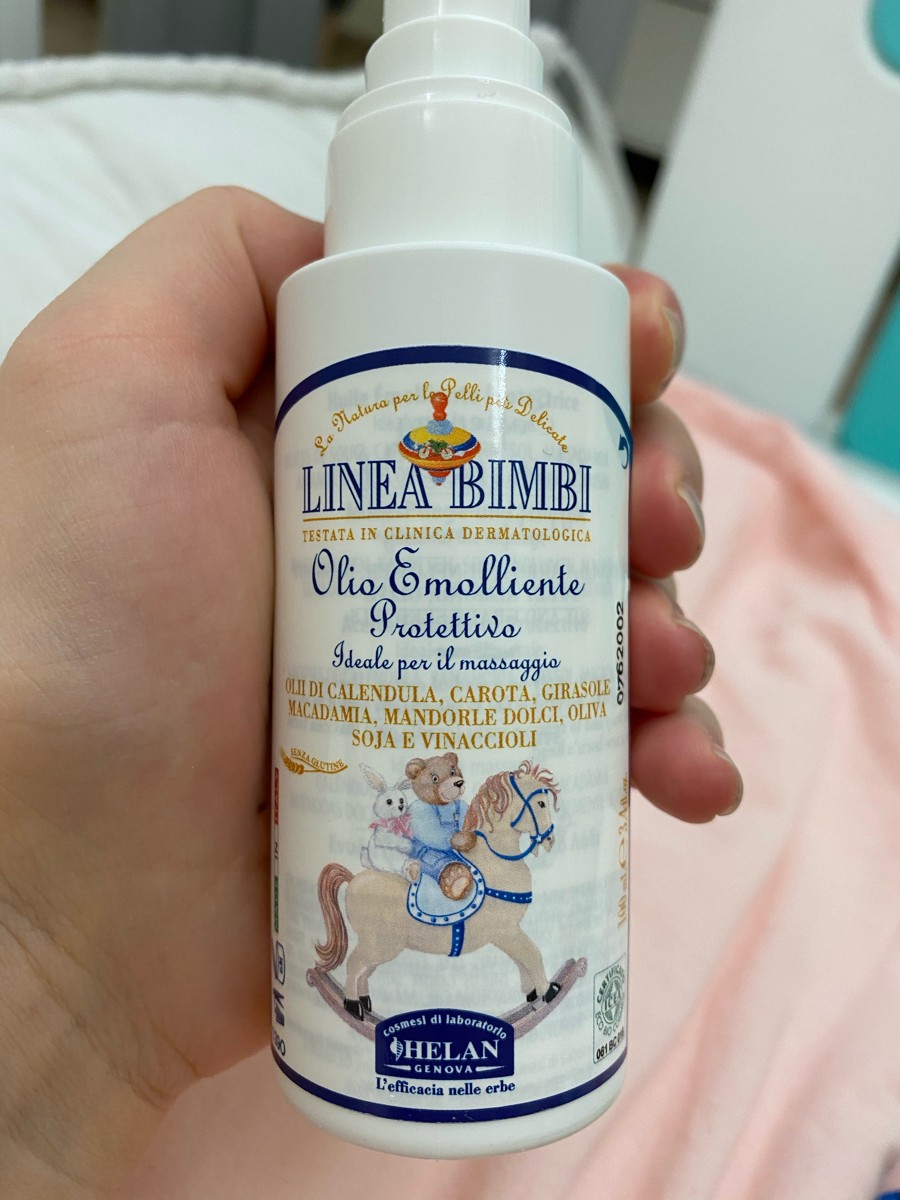 La Natura per le Pelli più Delicate
LINEA BIMBI
TESTATA IN CLINICA DERMATOLOGICA
Olio Emolliente
Protettivo
Ideale per il massaggio
OLII DI CALENDULA, CAROTA, GIRASOLE
MACADAMIA, MANDORLE DOLCI, OLIVA
SOJA E VINACCIOLI
SENZA GLUTINE
0762002
100 ml
cosmesi di laboratorio
HELAN
GENOVA
L'efficacia nelle erbe